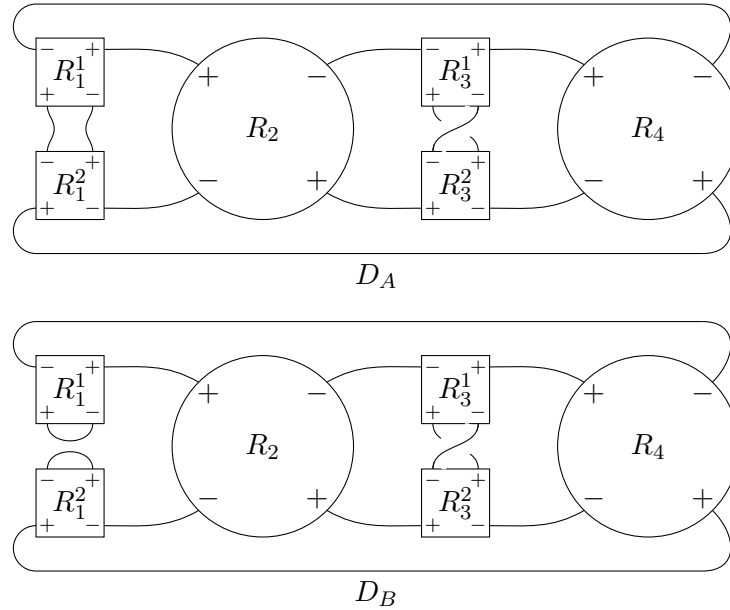 − + − +
R_1^1 + − R_3^1 + −
+ − + −
R_2 R_4
− + − +
R_1^2 − + R_3^2 − +
+ − + −
D_A
− + − +
R_1^1 + − R_3^1 + −
+ − + −
R_2 R_4
− + − +
R_1^2 − + R_3^2 − +
+ − + −
D_B